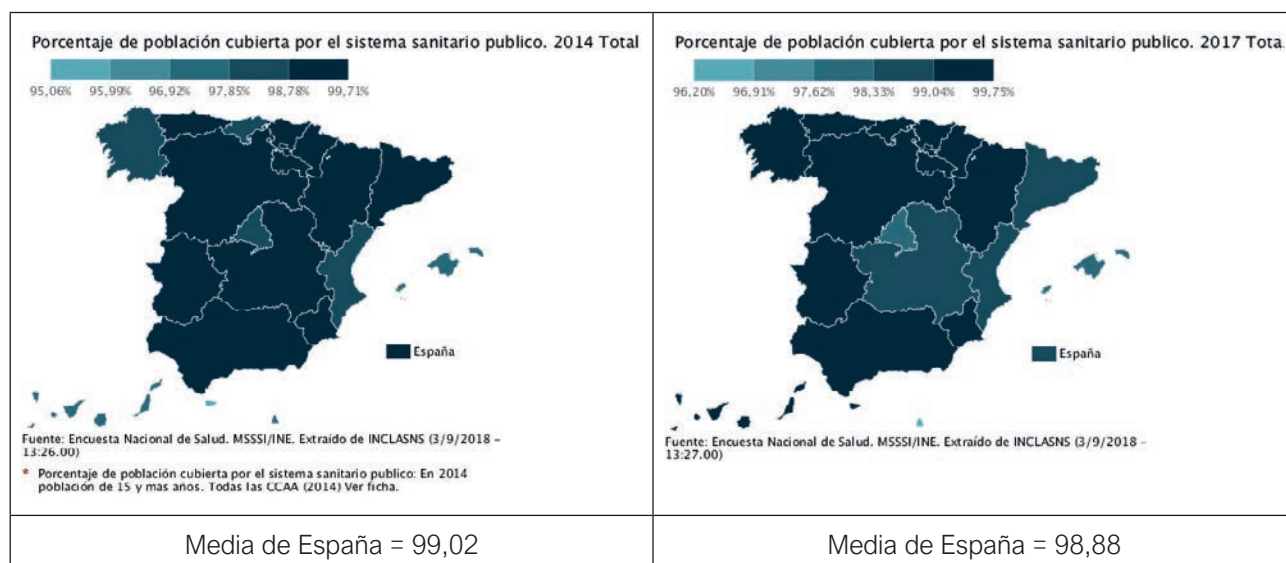 Porcentaje de población cubierta por el sistema sanitario publico. 2014 Total
95,06% 95,99% 96,92% 97,85% 98,78% 99,71%
España
Fuente: Encuesta Nacional de Salud. MSSSI/INE. Extraído de INCLASNS (3/9/2018 –
13:26.00)
* Porcentaje de población cubierta por el sistema sanitario publico: En 2014
población de 15 y mas años. Todas las CCAA (2014) Ver ficha.
Media de España = 99,02
Porcentaje de población cubierta por el sistema sanitario publico. 2017 Tota
96,20% 96,91% 97,62% 98,33% 99,04% 99,75%
España
Fuente: Encuesta Nacional de Salud. MSSSI/INE. Extraído de INCLASNS (3/9/2018 –
13:27.00)
Media de España = 98,88